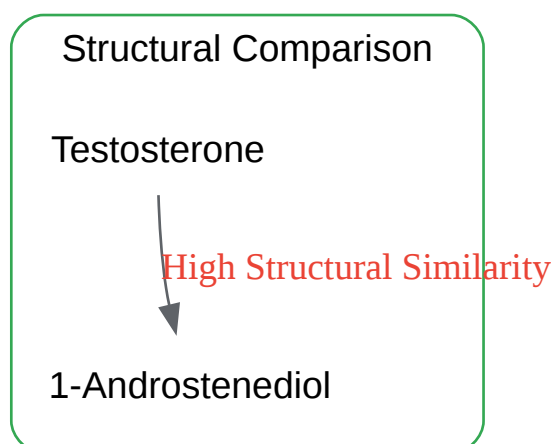 Structural Comparison
Testosterone
High Structural Similarity
1-Androstenediol